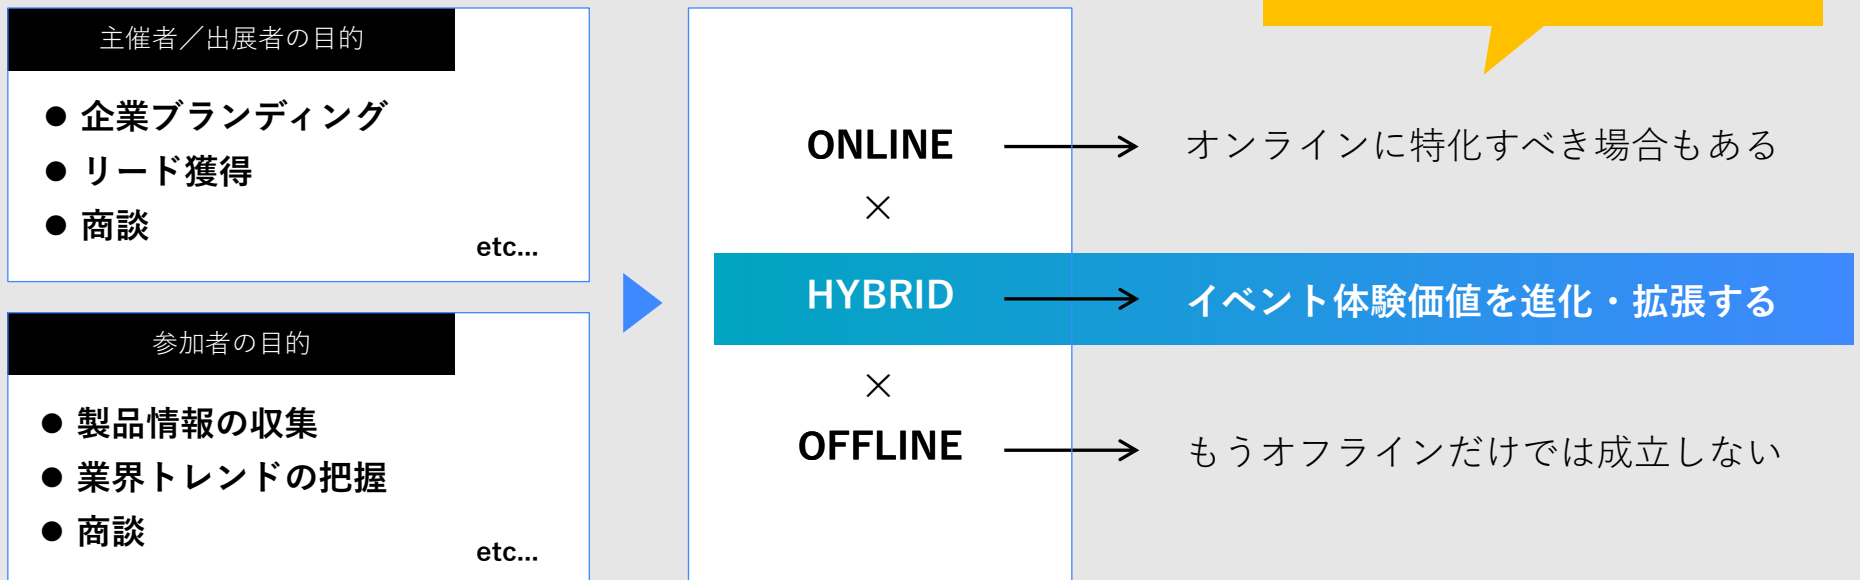 主催者／出展者の目的
● 企業ブランディング
● リード獲得
● 商談
etc...
参加者の目的
● 製品情報の収集
● 業界トレンドの把握
● 商談
etc...
ONLINE → オンラインに特化すべき場合もある
×
HYBRID → イベント体験価値を進化・拡張する
×
OFFLINE → もうオフラインだけでは成立しない